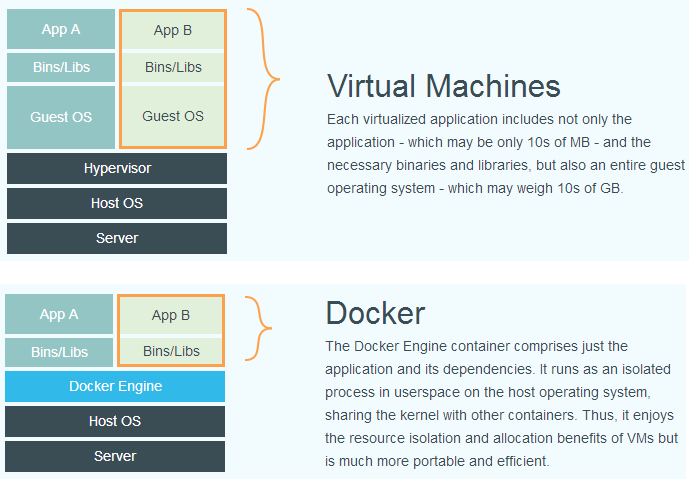 App A
App B
Bins/Libs
Bins/Libs
Guest OS
Guest OS
Hypervisor
Host OS
Server
Virtual Machines
Each virtualized application includes not only the
application - which may be only 10s of MB - and the
necessary binaries and libraries, but also an entire guest
operating system - which may weigh 10s of GB.
App A
App B
Bins/Libs
Bins/Libs
Docker Engine
Host OS
Server
Docker
The Docker Engine container comprises just the
application and its dependencies. It runs as an isolated
process in userspace on the host operating system,
sharing the kernel with other containers. Thus, it enjoys
the resource isolation and allocation benefits of VMs but
is much more portable and efficient.